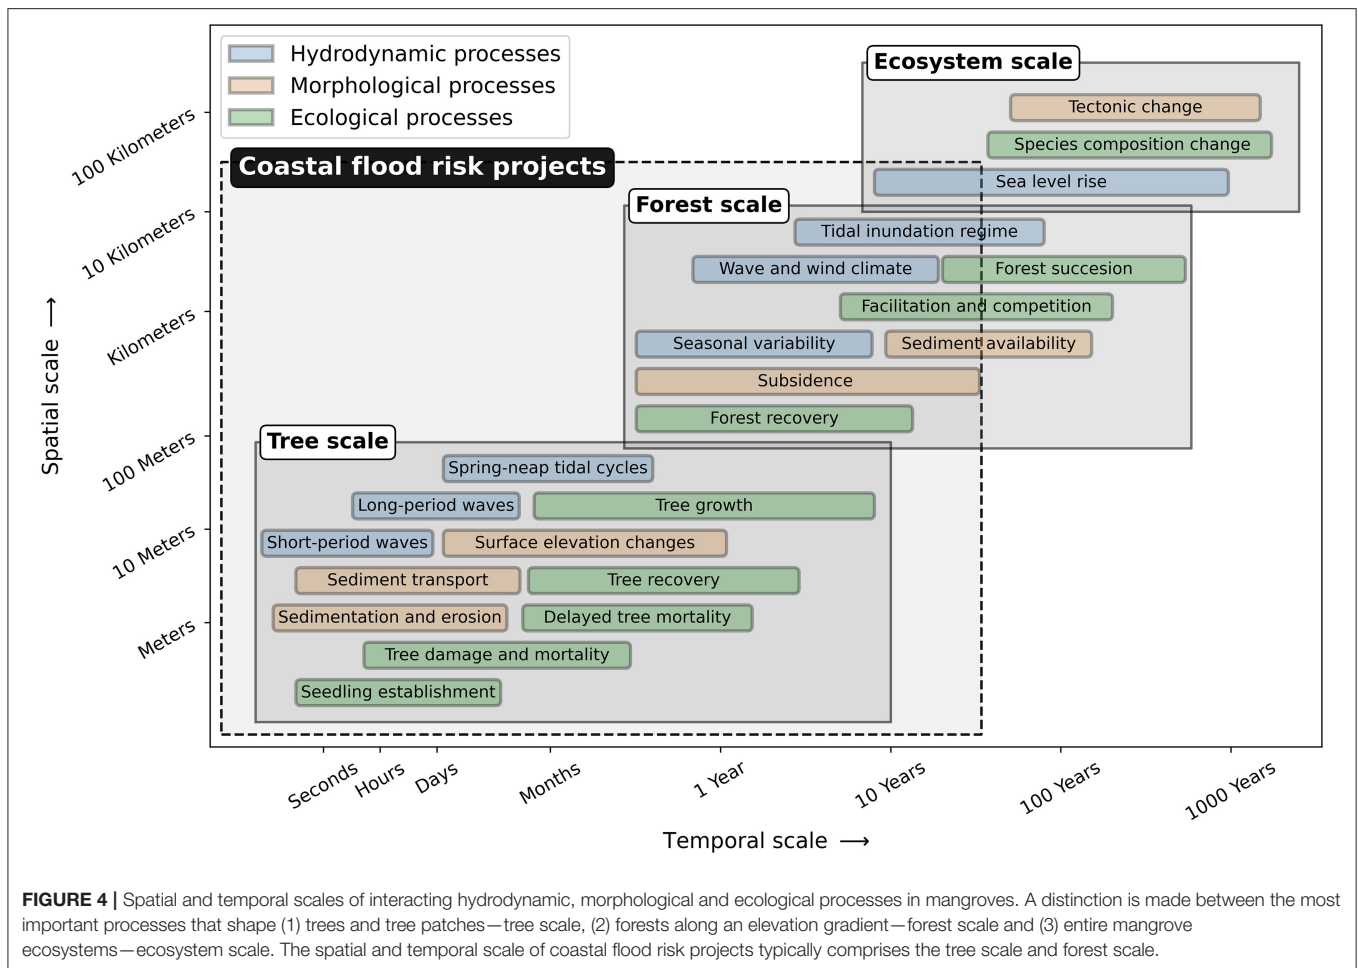 Hydrodynamic processes
Morphological processes
Ecological processes
Ecosystem scale
Tectonic change
Species composition change
Sea level rise
Coastal flood risk projects
Forest scale
Tidal inundation regime
Wave and wind climate
Forest succesion
Facilitation and competition
Seasonal variability
Sediment availability
Subsidence
Forest recovery
Tree scale
Spring-neap tidal cycles
Long-period waves
Tree growth
Short-period waves
Surface elevation changes
Sediment transport
Tree recovery
Sedimentation and erosion
Delayed tree mortality
Tree damage and mortality
Seedling establishment
100 Kilometers
10 Kilometers
Kilometers
100 Meters
10 Meters
Meters
Spatial scale →
Seconds
Hours
Days
Months
1 Year
10 Years
100 Years
1000 Years
Temporal scale →
FIGURE 4 | Spatial and temporal scales of interacting hydrodynamic, morphological and ecological processes in mangroves. A distinction is made between the most
important processes that shape (1) trees and tree patches—tree scale, (2) forests along an elevation gradient—forest scale and (3) entire mangrove
ecosystems—ecosystem scale. The spatial and temporal scale of coastal flood risk projects typically comprises the tree scale and forest scale.